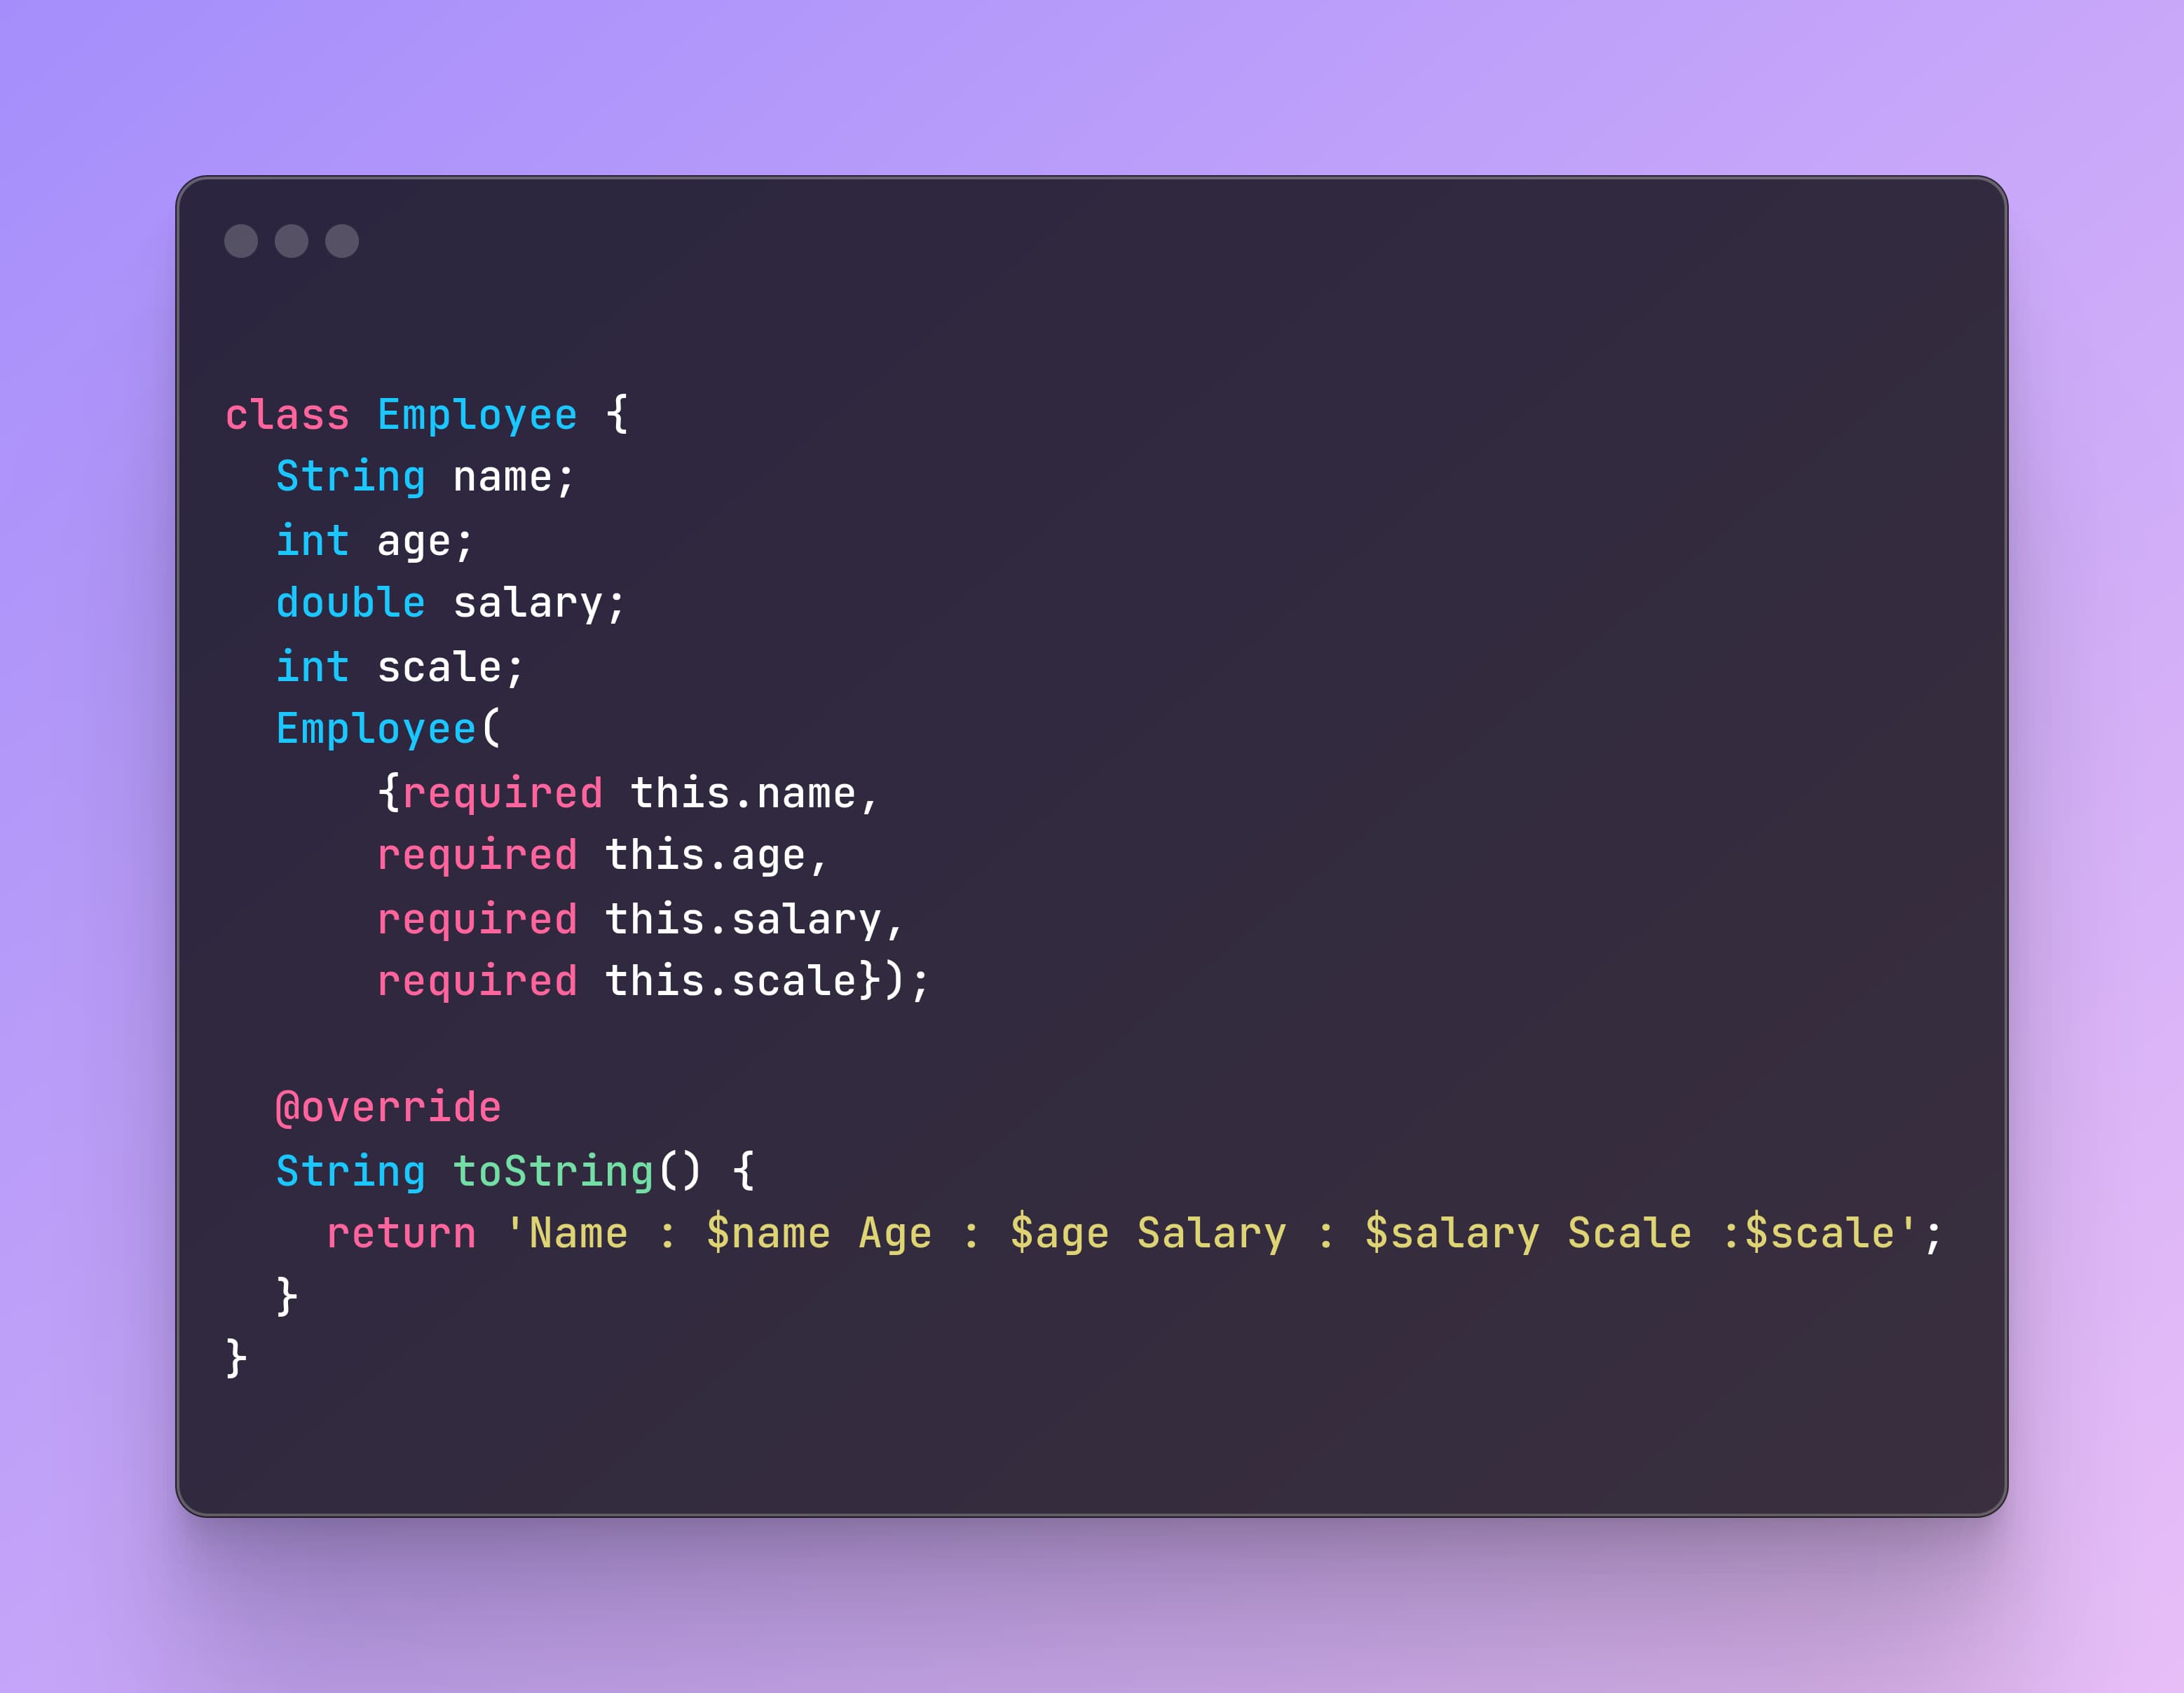 class Employee {
  String name;
  int age;
  double salary;
  int scale;
  Employee(
      {required this.name,
      required this.age,
      required this.salary,
      required this.scale});

  @override
  String toString() {
    return 'Name : $name Age : $age Salary : $salary Scale :$scale';
  }
}